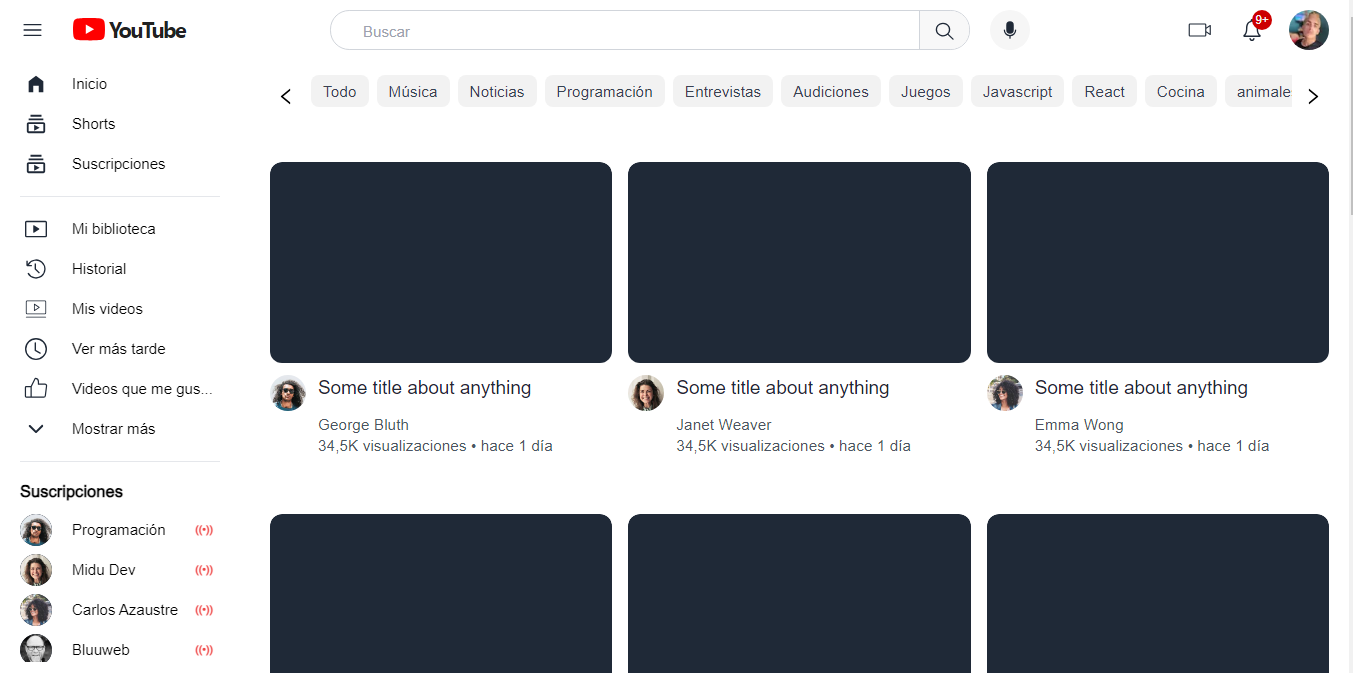 YouTube
Buscar
9+
Inicio
Shorts
Suscripciones
Mi biblioteca
Historial
Mis videos
Ver más tarde
Videos que me gus...
Mostrar más
Suscripciones
Programación
Midu Dev
Carlos Azaustre
Bluuweb
Todo Música Noticias Programación Entrevistas Audiciones Juegos Javascript React Cocina animale
Some title about anything
George Bluth
34,5K visualizaciones • hace 1 día
Some title about anything
Janet Weaver
34,5K visualizaciones • hace 1 día
Some title about anything
Emma Wong
34,5K visualizaciones • hace 1 día